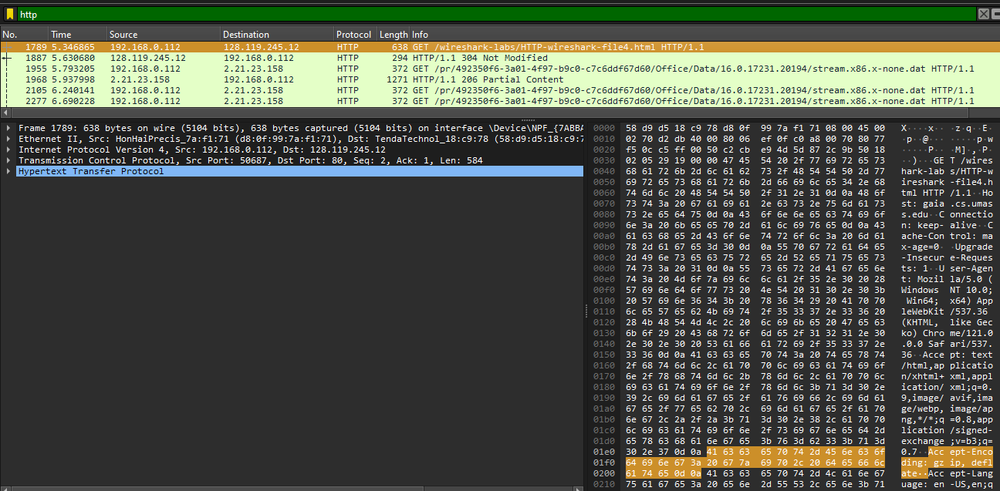 http
No. Time Source Destination Protocol Length Info
1789 5.346865 192.168.0.112 128.119.245.12 HTTP 638 GET /wireshark-labs/HTTP-wireshark-file4.html HTTP/1.1
1887 5.630680 128.119.245.12 192.168.0.112 HTTP 294 HTTP/1.1 304 Not Modified
1955 5.793205 192.168.0.112 2.21.23.158 HTTP 372 GET /pr/492350f6-3a01-4f97-b9c0-c7c6ddf67d60/Office/Data/16.0.17231.20194/stream.x86.x-none.dat HTTP/1.1
1968 5.937998 2.21.23.158 192.168.0.112 HTTP 1271 HTTP/1.1 206 Partial Content
2105 6.240141 192.168.0.112 2.21.23.158 HTTP 372 GET /pr/492350f6-3a01-4f97-b9c0-c7c6ddf67d60/Office/Data/16.0.17231.20194/stream.x86.x-none.dat HTTP/1.1
2277 6.690228 192.168.0.112 2.21.23.158 HTTP 372 GET /pr/492350f6-3a01-4f97-b9c0-c7c6ddf67d60/Office/Data/16.0.17231.20194/stream.x86.x-none.dat HTTP/1.1
Frame 1789: 638 bytes on wire (5104 bits), 638 bytes captured (5104 bits) on interface \Device\NPF_{7ABBA
Ethernet II, Src: HonHaiPrecis_7a:f1:71 (d8:0f:99:7a:f1:71), Dst: TendaTechnol_18:c9:78 (58:d9:d5:18:c9:7
Internet Protocol Version 4, Src: 192.168.0.112, Dst: 128.119.245.12
Transmission Control Protocol, Src Port: 50687, Dst Port: 80, Seq: 2, Ack: 1, Len: 584
Hypertext Transfer Protocol
0000 58 d9 d5 18 c9 78 d8 0f 99 7a f1 71 08 00 45 00 X····x·· ·z·q··E·
0010 02 70 d2 db 40 00 80 06 ef 0f c0 a8 00 70 80 77 ·p··@··· ·····p·w
0020 f5 0c c5 ff 00 50 c2 cb e9 4d 5d 87 2c 9b 50 18 ·····P·· ·M]·,·P·
0030 02 05 29 19 00 00 47 45 54 20 2f 77 69 72 65 73 ··)···GE T /wires
0040 68 61 72 6b 2d 6c 61 62 73 2f 48 54 54 50 2d 77 hark-lab s/HTTP-w
0050 69 72 65 73 68 61 72 6b 2d 66 69 6c 65 34 2e 68 ireshark -file4.h
0060 74 6d 6c 20 48 54 54 50 2f 31 2e 31 0d 0a 48 6f tml HTTP /1.1··Ho
0070 73 74 3a 20 67 61 69 61 2e 63 73 2e 75 6d 61 73 st: gaia .cs.umas
0080 73 2e 65 64 75 0d 0a 43 6f 6e 6e 65 63 74 69 6f s.edu··C onnectio
0090 6e 3a 20 6b 65 65 70 2d 61 6c 69 76 65 0d 0a 43 n: keep- alive··C
00a0 61 63 68 65 2d 43 6f 6e 74 72 6f 6c 3a 20 6d 61 ache-Con trol: ma
00b0 78 2d 61 67 65 3d 30 0d 0a 55 70 67 72 61 64 65 x-age=0· ·Upgrade
00c0 2d 49 6e 73 65 63 75 72 65 2d 52 65 71 75 65 73 -Insecur e-Reques
00d0 74 73 3a 20 31 0d 0a 55 73 65 72 2d 41 67 65 6e ts: 1··U ser-Agen
00e0 74 3a 20 4d 6f 7a 69 6c 6c 61 2f 35 2e 30 20 28 t: Mozil la/5.0 (
00f0 57 69 6e 64 6f 77 73 20 4e 54 20 31 30 2e 30 3b Windows NT 10.0;
0100 20 57 69 6e 36 34 3b 20 78 36 34 29 20 41 70 70 Win64; x64) App
0110 6c 65 57 65 62 4b 69 74 2f 35 33 37 2e 33 36 20 leWebKit /537.36
0120 28 4b 48 54 4d 4c 2c 20 6c 69 6b 65 20 47 65 63 (KHTML, like Gec
0130 6b 6f 29 20 43 68 72 6f 6d 65 2f 31 32 31 2e 30 ko) Chro me/121.0
0140 2e 30 2e 30 20 53 61 66 61 72 69 2f 35 33 37 2e .0.0 Saf ari/537.
0150 33 36 0d 0a 41 63 63 65 70 74 3a 20 74 65 78 74 36··Acce pt: text
0160 2f 68 74 6d 6c 2c 61 70 70 6c 69 63 61 74 69 6f /html,ap plicatio
0170 6e 2f 78 68 74 6d 6c 2b 78 6d 6c 2c 61 70 70 6c n/xhtml+ xml,appl
0180 69 63 61 74 69 6f 6e 2f 78 6d 6c 3b 71 3d 30 2e ication/ xml;q=0.
0190 39 2c 69 6d 61 67 65 2f 61 76 69 66 2c 69 6d 61 9,image/ avif,ima
01a0 67 65 2f 77 65 62 70 2c 69 6d 61 67 65 2f 61 70 ge/webp, image/ap
01b0 6e 67 2c 2a 2f 2a 3b 71 3d 30 2e 38 2c 61 70 70 ng,*/*;q =0.8,app
01c0 6c 69 63 61 74 69 6f 6e 2f 73 69 67 6e 65 64 2d lication /signed-
01d0 65 78 63 68 61 6e 67 65 3b 76 3d 62 33 3b 71 3d exchange ;v=b3;q=
01e0 30 2e 37 0d 0a 41 63 63 65 70 74 2d 45 6e 63 6f 0.7··Acc ept-Enco
01f0 64 69 6e 67 3a 20 67 7a 69 70 2c 20 64 65 66 6c ding: gz ip, defl
0200 61 74 65 0d 0a 41 63 63 65 70 74 2d 4c 61 6e 67 ate··Acc ept-Lang
0210 75 61 67 65 3a 20 65 6e 2d 55 53 2c 65 6e 3b 71 uage: en -US,en;q